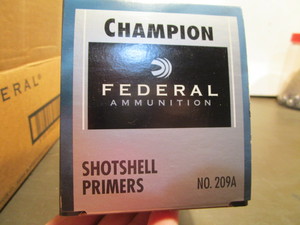 CHAMPION
FEDERAL
AMMUNITION
SHOTSHELL
PRIMERS
NO. 209A